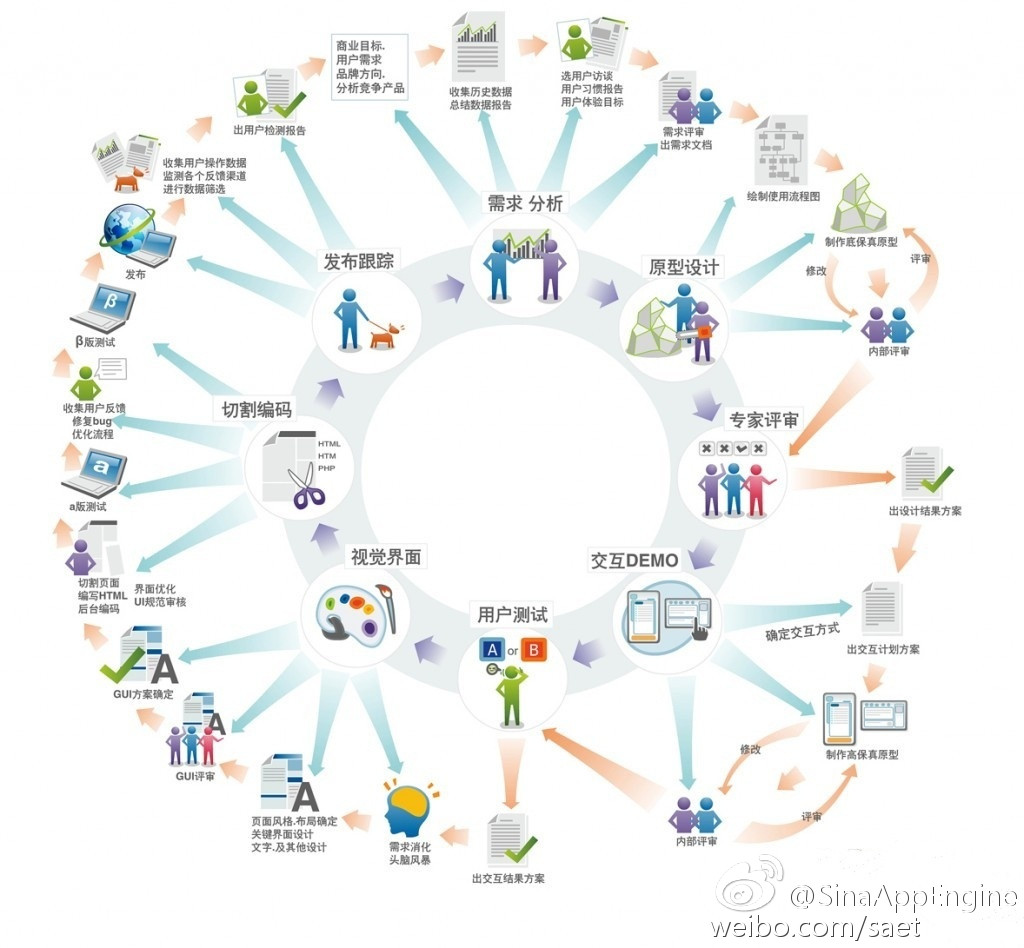 商业目标.
用户需求
品牌方向.
分析竞争产品
收集历史数据
总结数据报告
选用户访谈
用户习惯报告
用户体验目标
需求评审
出需求文档
绘制使用流程图
制作底保真原型
修改
评审
内部评审
出用户检测报告
收集用户操作数据
监测各个反馈渠道
进行数据筛选
发布
β
β版测试
收集用户反馈
修复bug
优化流程
a
a版测试
切割页面
编写HTML
后台编码
界面优化
UI规范审核
A
GUI方案确定
A
GUI评审
A
页面风格.布局确定
关键界面设计
文字.及其他设计
需求消化
头脑风暴
出交互结果方案
需求 分析
原型设计
专家评审
出设计结果方案
交互DEMO
确定交互方式
出交互计划方案
制作高保真原型
修改
评审
内部评审
用户测试
A or B
视觉界面
切割编码
HTML
HTM
PHP
发布跟踪
@SinaAppEngine
weibo.com/saet